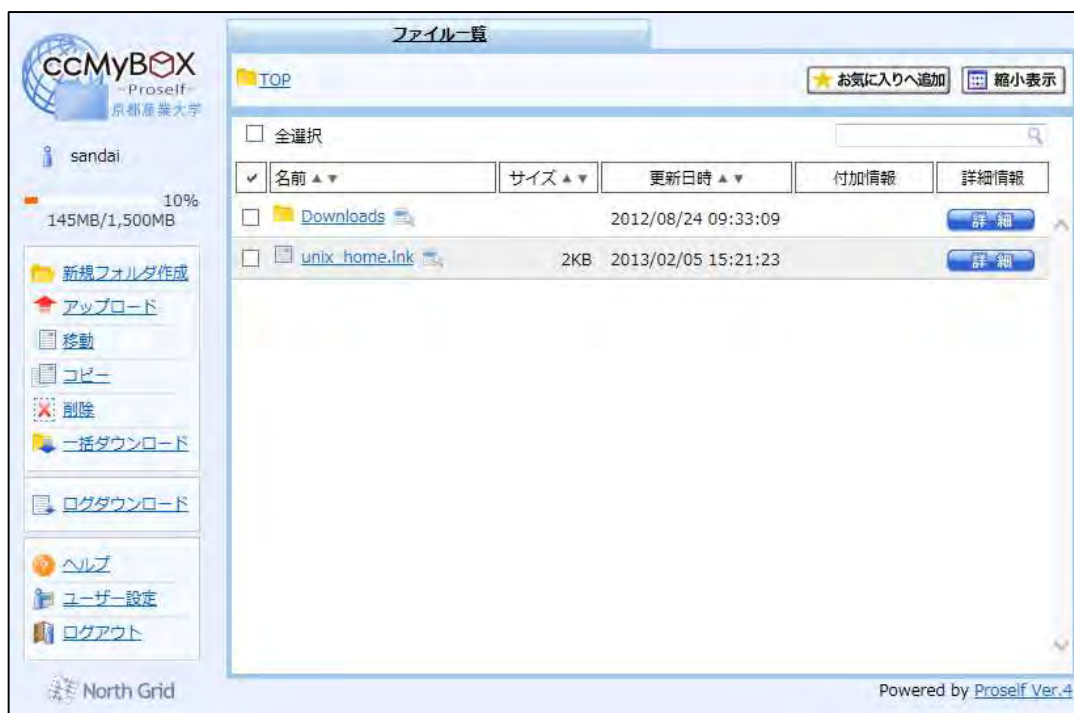 ccMyBOX
-Proself-
京都産業大学
sandai
10%
145MB/1,500MB
新規フォルダ作成
アップロード
移動
コピー
削除
一括ダウンロード
ログダウンロード
ヘルプ
ユーザー設定
ログアウト
North Grid
ファイル一覧
TOP
お気に入りへ追加 縮小表示
全選択
名前▲▼ サイズ▲▼ 更新日時▲▼ 付加情報 詳細情報
Downloads 2012/08/24 09:33:09 詳細
unix_home.lnk 2KB 2013/02/05 15:21:23 詳細
Powered by Proself Ver.4